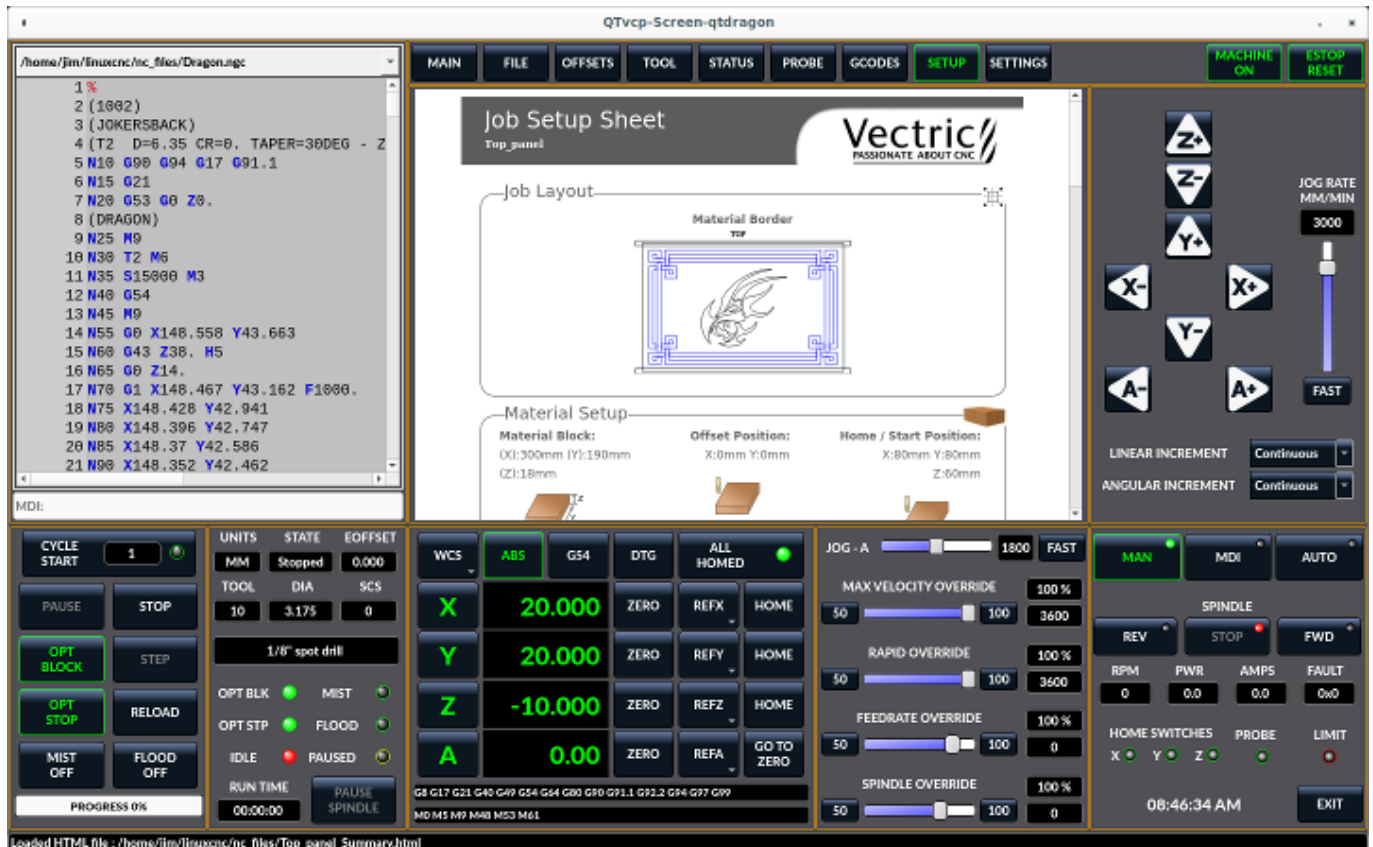 QTvcp-Screen-qtdragon
/home/jim/linuxcnc/nc_files/Dragon.ngc
1 %
2 (1002)
3 (JOKERSBACK)
4 (T2 D=6.35 CR=0. TAPER=30DEG - Z
5 N10 G90 G94 G17 G91.1
6 N15 G21
7 N20 G53 G0 Z0.
8 (DRAGON)
9 N25 M9
10 N30 T2 M6
11 N35 S15000 M3
12 N40 G54
13 N45 M9
14 N55 G0 X148.558 Y43.663
15 N60 G43 Z38. H5
16 N65 G0 Z14.
17 N70 G1 X148.467 Y43.162 F1000.
18 N75 X148.428 Y42.941
19 N80 X148.396 Y42.747
20 N85 X148.37 Y42.586
21 N90 X148.352 Y42.462
MDI:
MAIN FILE OFFSETS TOOL STATUS PROBE GCODES SETUP SETTINGS
MACHINE ON
ESTOP RESET
Job Setup Sheet
Top_panel
Vectric
PASSIONATE ABOUT CNC
Job Layout
Material Border
TOP
Material Setup
Material Block: Offset Position: Home / Start Position:
(X):300mm (Y):190mm X:0mm Y:0mm X:80mm Y:80mm
(Z):18mm Z:60mm
Z+
Z-
Y+
X- X+
Y-
A- A+
JOG RATE
MM/MIN
3000
FAST
LINEAR INCREMENT Continuous
ANGULAR INCREMENT Continuous
CYCLE START 1
PAUSE STOP
OPT BLOCK STEP
OPT STOP RELOAD
MIST OFF FLOOD OFF
PROGRESS 0%
UNITS STATE EOFFSET
MM Stopped 0.000
TOOL DIA SCS
10 3.175 0
1/8" spot drill
OPT BLK MIST
OPT STP FLOOD
IDLE PAUSED
RUN TIME
00:00:00
PAUSE SPINDLE
WCS ABS G54 DTG ALL HOMED
X 20.000 ZERO REFX HOME
Y 20.000 ZERO REFY HOME
Z -10.000 ZERO REFZ HOME
A 0.00 ZERO REFA GO TO ZERO
G8 G17 G21 G40 G49 G54 G64 G80 G90 G91.1 G92.2 G94 G97 G99
M0 M5 M9 M48 M53 M61
JOG - A 1800 FAST
MAX VELOCITY OVERRIDE 100 %
50 100 3600
RAPID OVERRIDE 100 %
50 100 3600
FEEDRATE OVERRIDE 100 %
50 100 0
SPINDLE OVERRIDE 100 %
50 100 0
MAN MDI AUTO
SPINDLE
REV STOP FWD
RPM PWR AMPS FAULT
0 0.0 0.0 0x0
HOME SWITCHES PROBE LIMIT
X Y Z
08:46:34 AM EXIT
Loaded HTML file : /home/jim/linuxcnc/nc_files/Top_panel_Summary.html